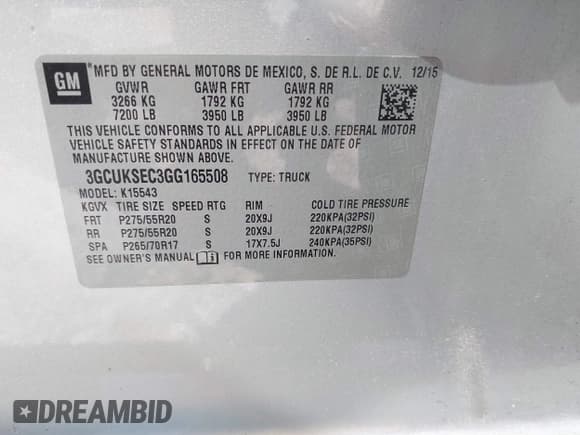 GM
MFD BY GENERAL MOTORS DE MEXICO, S. DE R.L. DE C.V. 12/15
GVWR GAWR FRT GAWR RR
3266 KG 1792 KG 1792 KG
7200 LB 3950 LB 3950 LB
THIS VEHICLE CONFORMS TO ALL APPLICABLE U.S. FEDERAL MOTOR
VEHICLE SAFETY STANDARDS IN EFFECT ON THE DATE OF
MANUFACTURE SHOWN ABOVE.
3GCUKSEC3GG165508 TYPE: TRUCK
MODEL: K15543
KGVX TIRE SIZE SPEED RTG RIM COLD TIRE PRESSURE
FRT P275/55R20 S 20X9J 220KPA(32PSI)
RR P275/55R20 S 20X9J 220KPA(32PSI)
SPA P265/70R17 S 17X7.5J 240KPA(35PSI)
SEE OWNER'S MANUAL FOR MORE INFORMATION.
DREAMBID